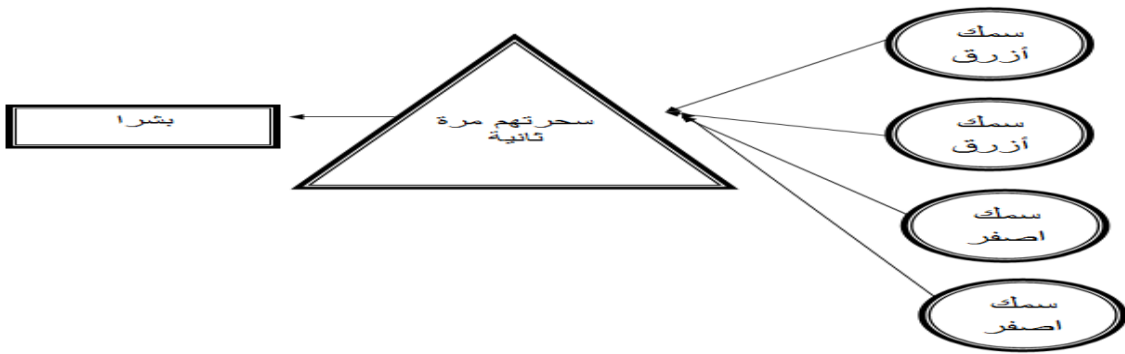 سمك
أزرق
سمك
أزرق
سمك
اصفر
سمك
اصفر
سحرتهم مرة
ثانية
بشرا